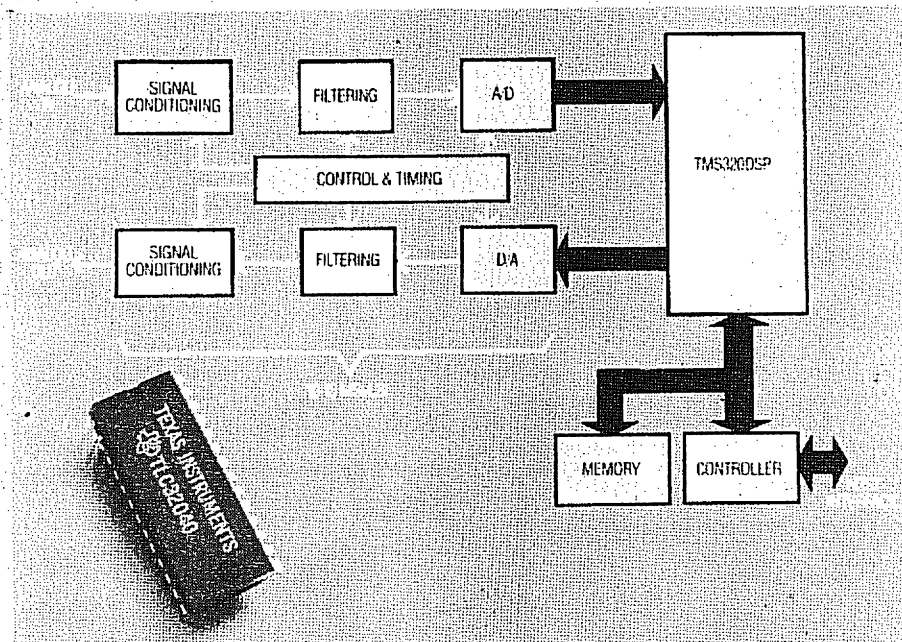 SIGNAL
CONDITIONING
FILTERING
A/D
TMS320DSP
CONTROL & TIMING
SIGNAL
CONDITIONING
FILTERING
D/A
MEMORY
CONTROLLER
TEXAS INSTRUMENTS
TLC32040